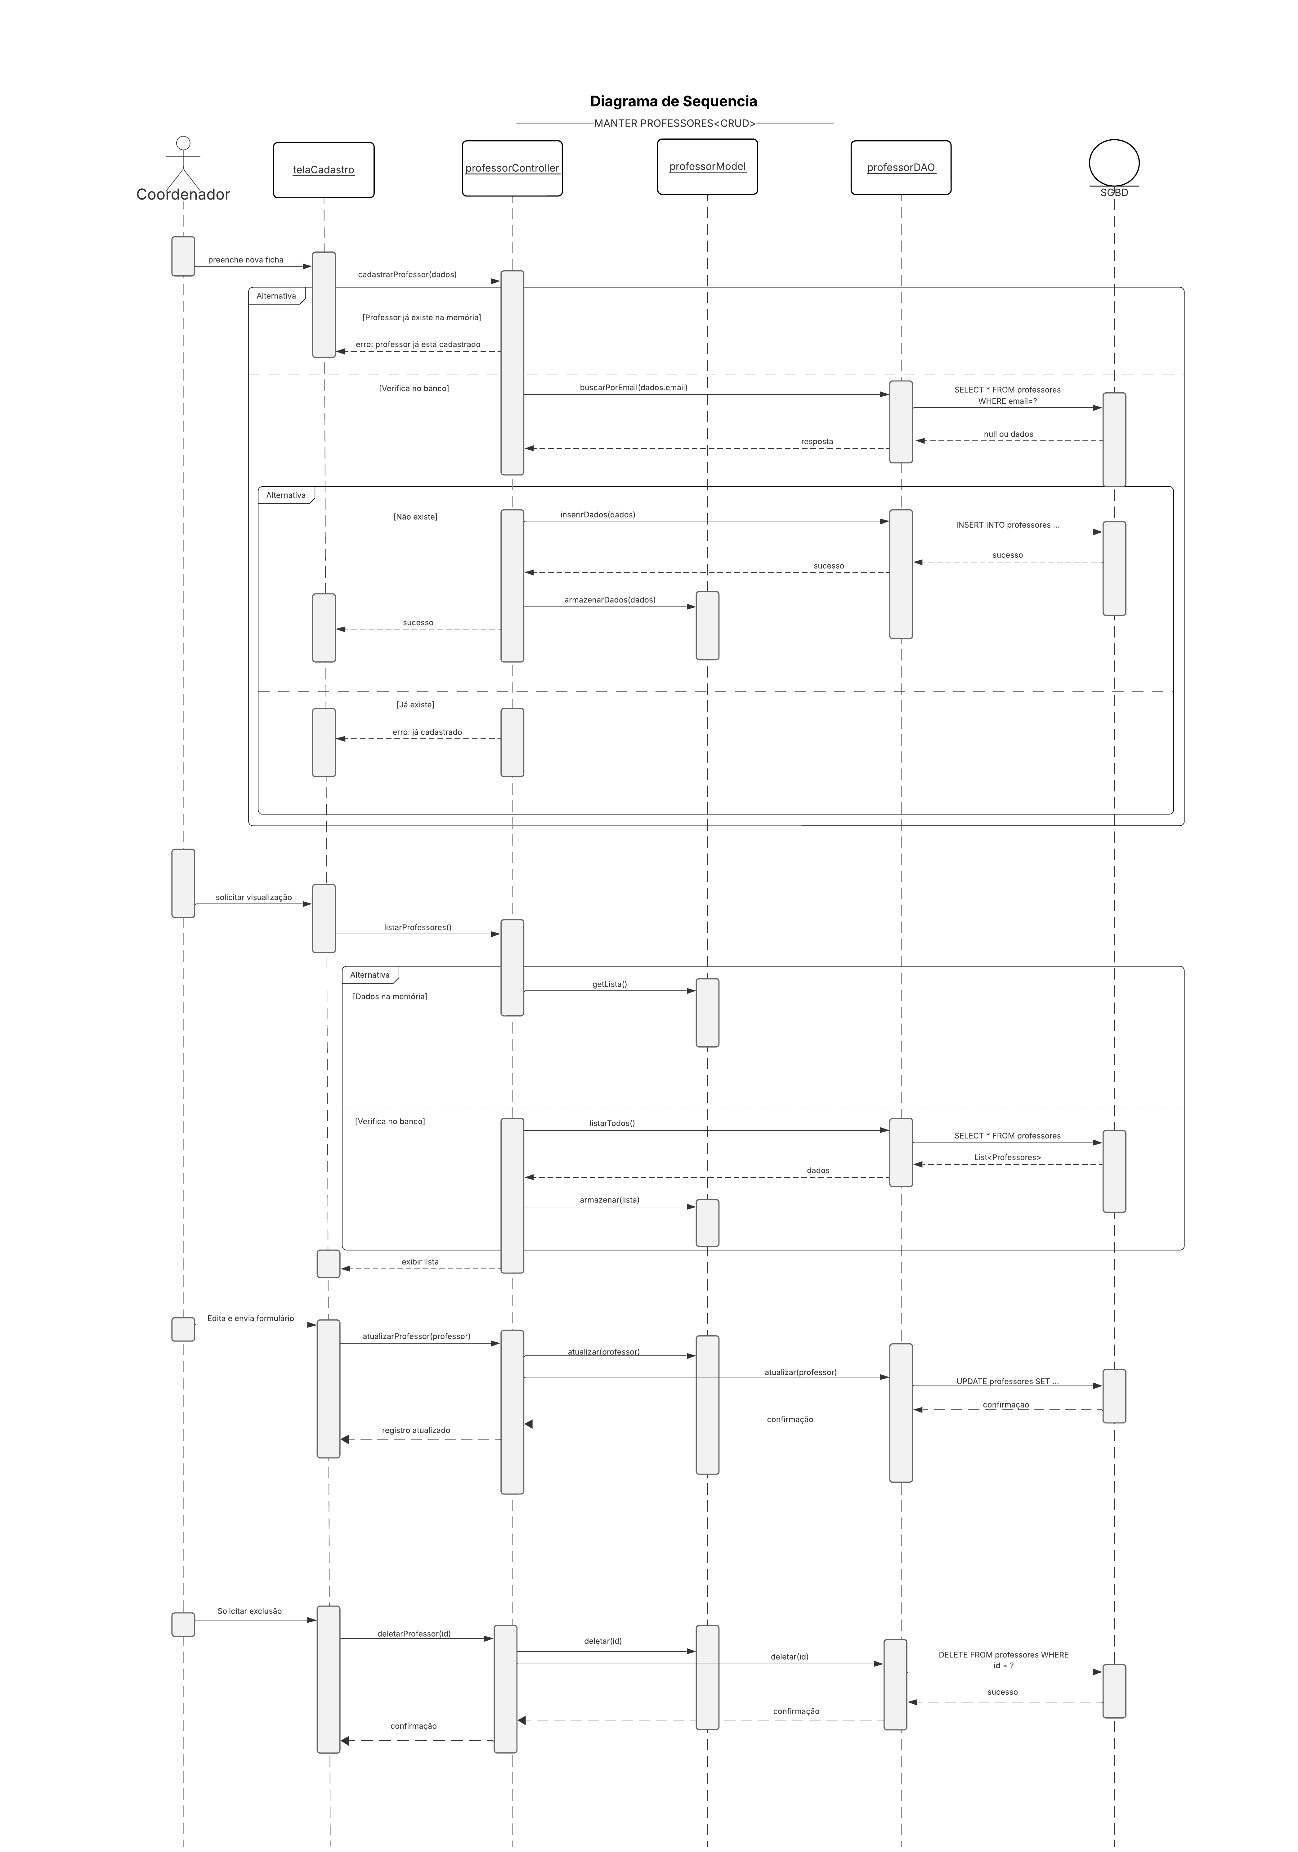 Diagrama de Sequencia
MANTER PROFESSORES<CRUD>
Coordenador
telaCadastro
professorController
professorModel
professorDAO
SGBD
preenche nova ficha
cadastrarProfessor(dados)
Alternativa
[Professor já existe na memória]
erro: professor já está cadastrado
[Verifica no banco]
buscarPorEmail(dados.email)
SELECT * FROM professores
WHERE email=?
null ou dados
resposta
Alternativa
[Não existe]
inserirDados(dados)
INSERT INTO professores ...
sucesso
sucesso
armazenarDados(dados)
sucesso
[Já existe]
erro: já cadastrado
solicitar visualização
listarProfessores()
Alternativa
[Dados na memória]
getLista()
[Verifica no banco]
listarTodos()
SELECT * FROM professores
List<Professores>
dados
armazenar(lista)
exibir lista
Edita e envia formulário
atualizarProfessor(professor)
atualizar(professor)
atualizar(professor)
UPDATE professores SET ...
confirmação
confirmação
registro atualizado
Solicitar exclusão
deletarProfessor(id)
deletar(id)
deletar(id)
DELETE FROM professores WHERE
id = ?
sucesso
confirmação
confirmação